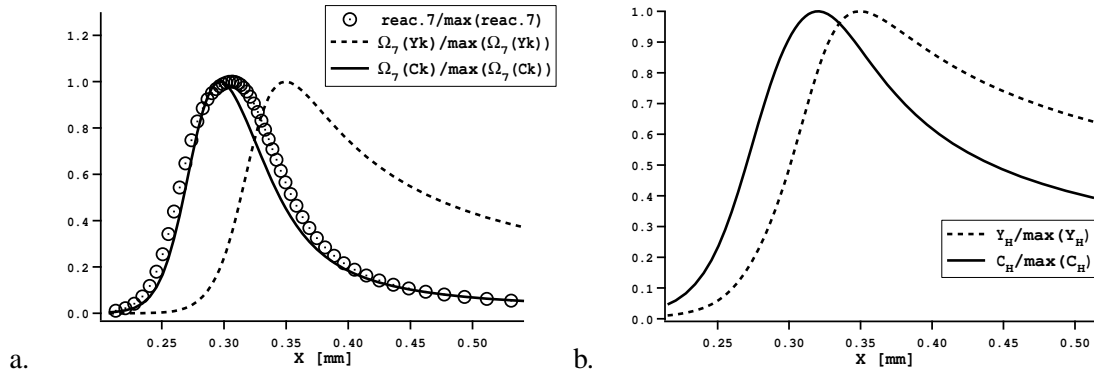 1.2
1.0
0.8
0.6
0.4
0.2
0.0
reac.7/max(reac.7)
Ω₇(Yk)/max(Ω₇(Yk))
Ω₇(Ck)/max(Ω₇(Ck))
0.25 0.30 0.35 0.40 0.45 0.50
X [mm]
a.
1.0
0.9
0.8
0.7
0.6
0.5
0.4
0.3
0.2
0.1
0.0
Y_H/max(Y_H)
C_H/max(C_H)
0.25 0.30 0.35 0.40 0.45 0.50
X [mm]
b.